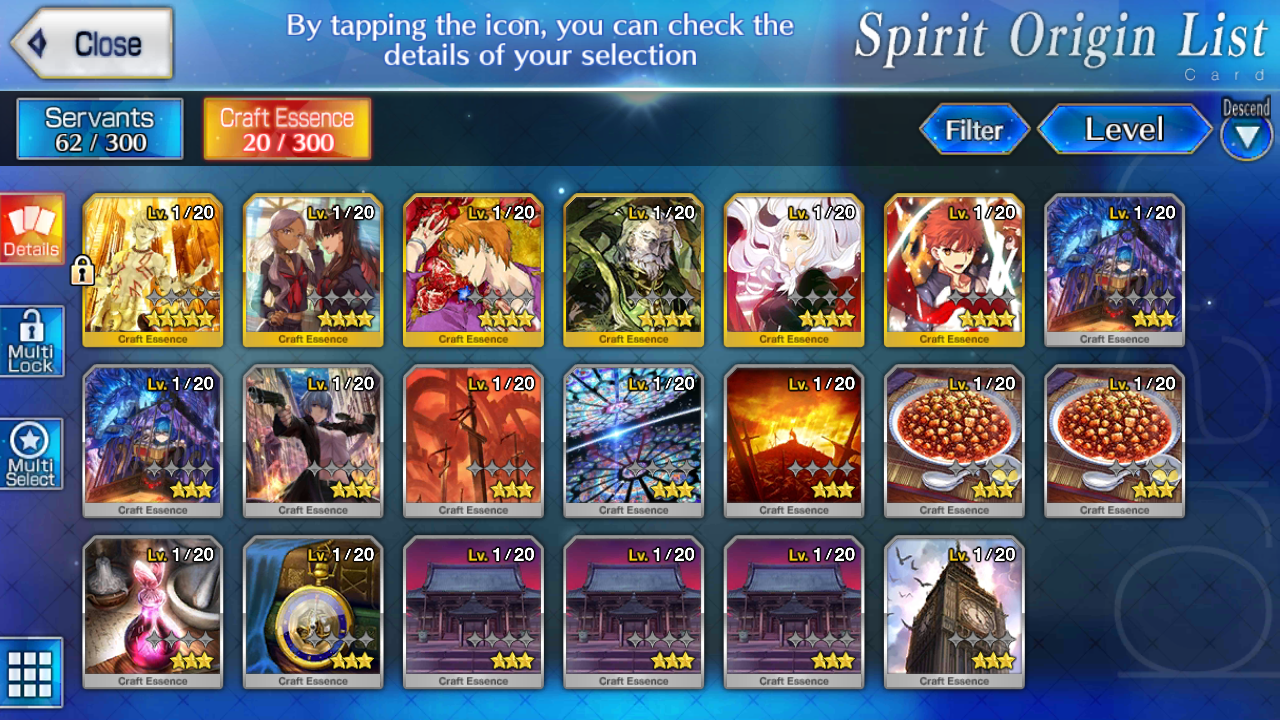 Close
By tapping the icon, you can check the
details of your selection
Spirit Origin List
Card
Servants
62 / 300
Craft Essence
20 / 300
Filter
Level
Descend
Details
Multi
Lock
Multi
Select
Lv. 1/20 Lv. 1/20 Lv. 1/20 Lv. 1/20 Lv. 1/20 Lv. 1/20 Lv. 1/20
Craft Essence Craft Essence Craft Essence Craft Essence Craft Essence Craft Essence Craft Essence
Lv. 1/20 Lv. 1/20 Lv. 1/20 Lv. 1/20 Lv. 1/20 Lv. 1/20 Lv. 1/20
Craft Essence Craft Essence Craft Essence Craft Essence Craft Essence Craft Essence Craft Essence
Lv. 1/20 Lv. 1/20 Lv. 1/20 Lv. 1/20 Lv. 1/20 Lv. 1/20
Craft Essence Craft Essence Craft Essence Craft Essence Craft Essence Craft Essence